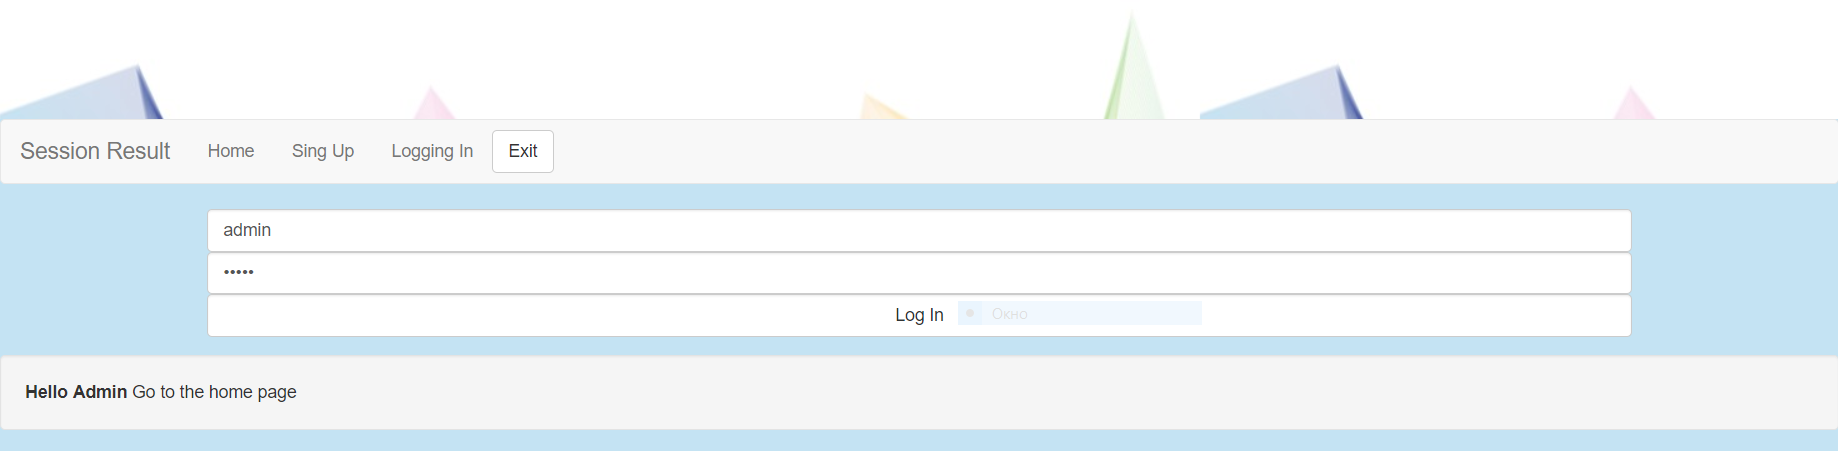 Session Result Home Sing Up Logging In Exit
admin
•••••
Log In Окно
Hello Admin Go to the home page